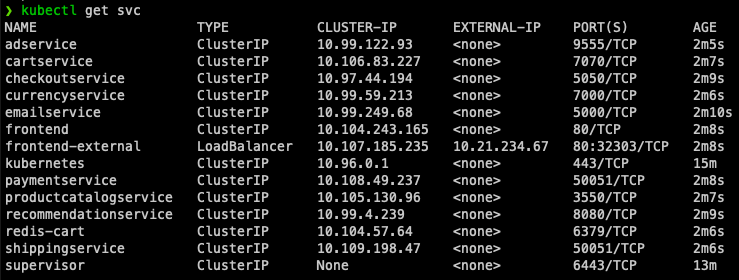 ❯ kubectl get svc
NAME TYPE CLUSTER-IP EXTERNAL-IP PORT(S) AGE
adservice ClusterIP 10.99.122.93 <none> 9555/TCP 2m5s
cartservice ClusterIP 10.106.83.227 <none> 7070/TCP 2m7s
checkoutservice ClusterIP 10.97.44.194 <none> 5050/TCP 2m9s
currencyservice ClusterIP 10.99.59.213 <none> 7000/TCP 2m6s
emailservice ClusterIP 10.99.249.68 <none> 5000/TCP 2m10s
frontend ClusterIP 10.104.243.165 <none> 80/TCP 2m8s
frontend-external LoadBalancer 10.107.185.235 10.21.234.67 80:32303/TCP 2m8s
kubernetes ClusterIP 10.96.0.1 <none> 443/TCP 15m
paymentservice ClusterIP 10.108.49.237 <none> 50051/TCP 2m8s
productcatalogservice ClusterIP 10.105.130.96 <none> 3550/TCP 2m7s
recommendationservice ClusterIP 10.99.4.239 <none> 8080/TCP 2m9s
redis-cart ClusterIP 10.104.57.64 <none> 6379/TCP 2m6s
shippingservice ClusterIP 10.109.198.47 <none> 50051/TCP 2m6s
supervisor ClusterIP None <none> 6443/TCP 13m